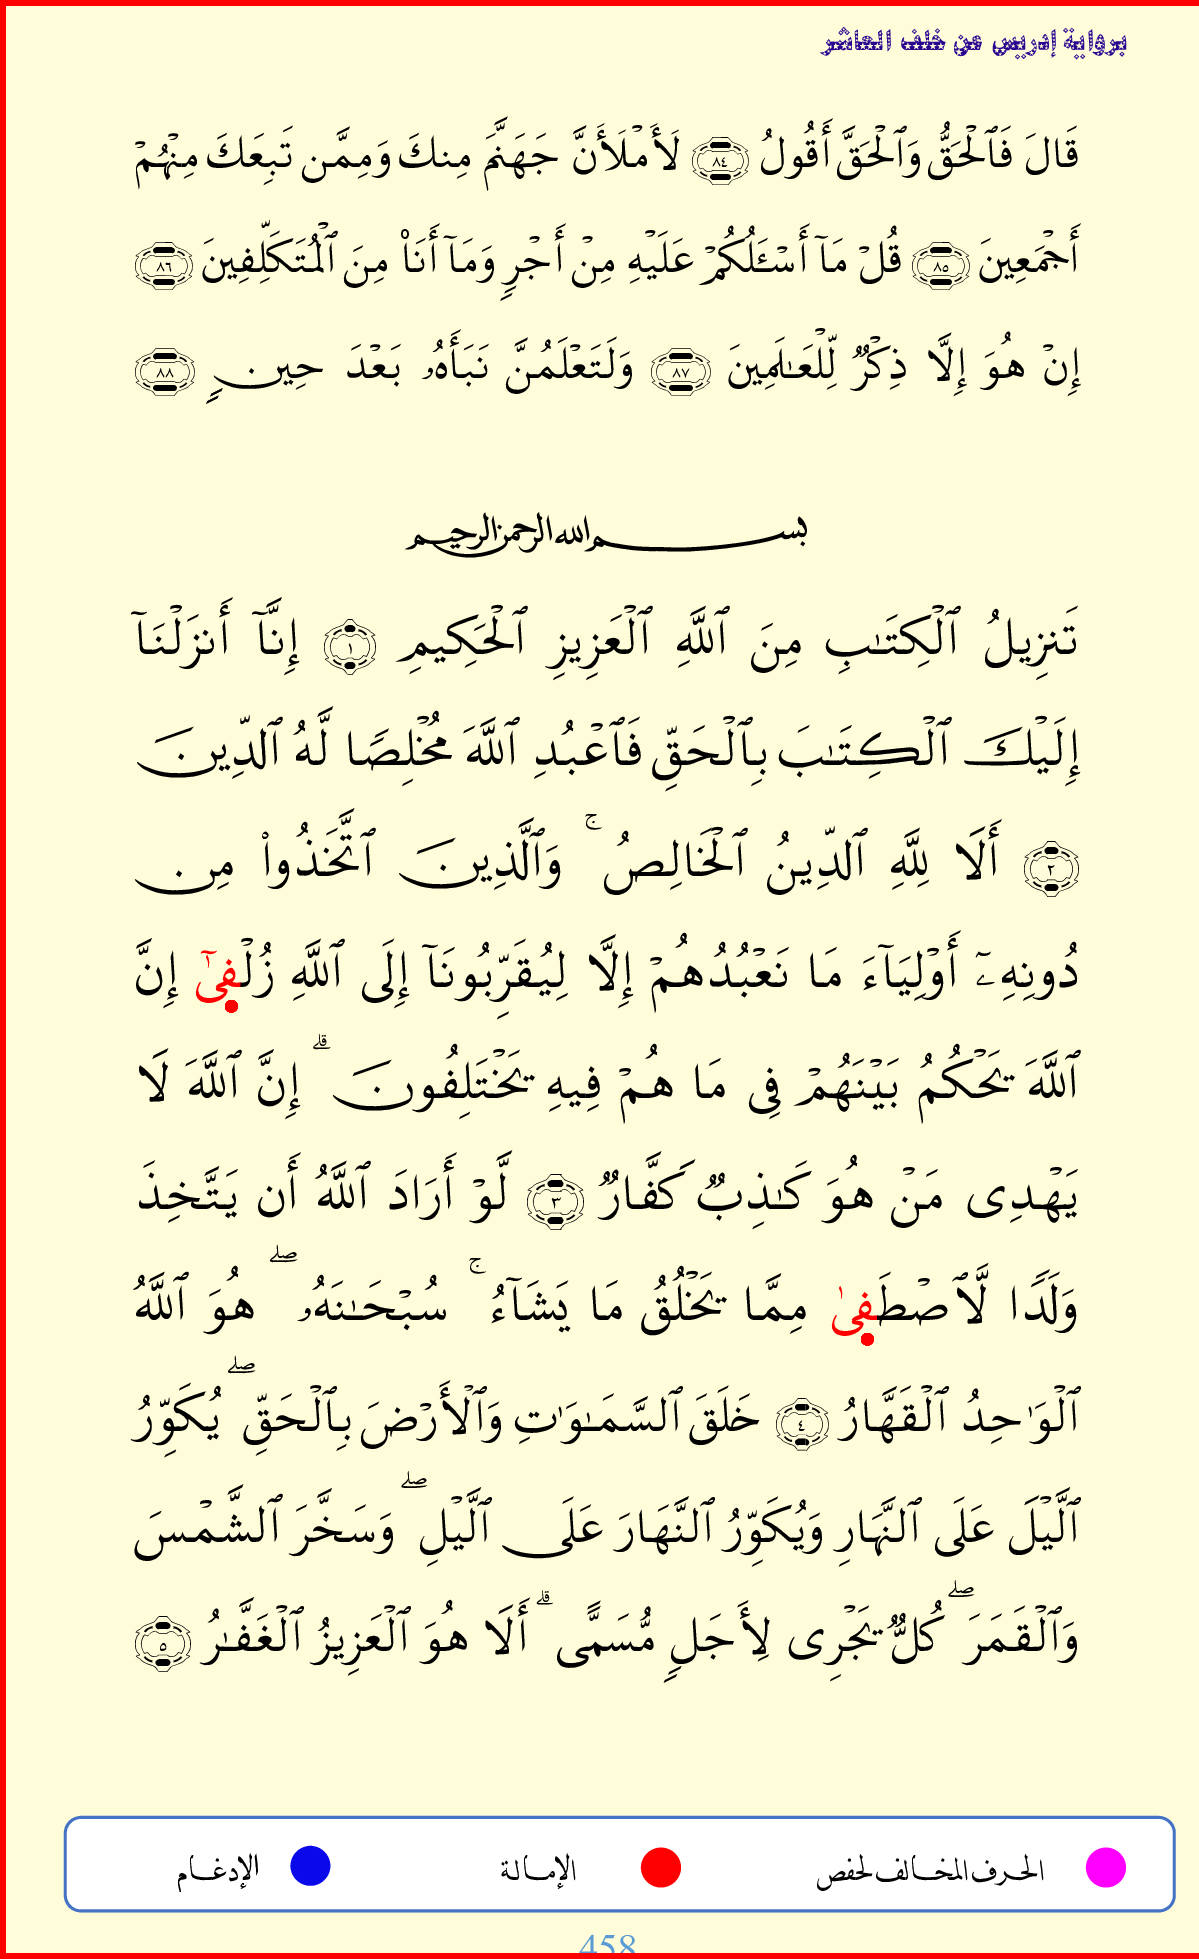 برواية إدريس عن خلف العاشر
قَالَ فَٱلْحَقُّ وَٱلْحَقَّ أَقُولُ ٨٤ لَأَمْلَأَنَّ جَهَنَّمَ مِنكَ وَمِمَّن تَبِعَكَ مِنْهُمْ
أَجْمَعِينَ ٨٥ قُلْ مَآ أَسْـَٔلُكُمْ عَلَيْهِ مِنْ أَجْرٍ وَمَآ أَنَا۠ مِنَ ٱلْمُتَكَلِّفِينَ ٨٦
إِنْ هُوَ إِلَّا ذِكْرٌ لِّلْعَـٰلَمِينَ ٨٧ وَلَتَعْلَمُنَّ نَبَأَهُۥ بَعْدَ حِينٍ ٨٨
بسم الله الرحمن الرحيم
تَنزِيلُ ٱلْكِتَـٰبِ مِنَ ٱللَّهِ ٱلْعَزِيزِ ٱلْحَكِيمِ ١ إِنَّآ أَنزَلْنَآ
إِلَيْكَ ٱلْكِتَـٰبَ بِٱلْحَقِّ فَٱعْبُدِ ٱللَّهَ مُخْلِصًا لَّهُ ٱلدِّينَ
٢ أَلَا لِلَّهِ ٱلدِّينُ ٱلْخَالِصُ ۚ وَٱلَّذِينَ ٱتَّخَذُوا۟ مِن
دُونِهِۦٓ أَوْلِيَآءَ مَا نَعْبُدُهُمْ إِلَّا لِيُقَرِّبُونَآ إِلَى ٱللَّهِ زُلْفِىٰٓ إِنَّ
ٱللَّهَ يَحْكُمُ بَيْنَهُمْ فِى مَا هُمْ فِيهِ يَخْتَلِفُونَ ۗ إِنَّ ٱللَّهَ لَا
يَهْدِى مَنْ هُوَ كَـٰذِبٌ كَفَّارٌ ٣ لَّوْ أَرَادَ ٱللَّهُ أَن يَتَّخِذَ
وَلَدًا لَّٱصْطَفِىٰ مِمَّا يَخْلُقُ مَا يَشَآءُ ۚ سُبْحَـٰنَهُۥ ۖ هُوَ ٱللَّهُ
ٱلْوَٰحِدُ ٱلْقَهَّارُ ٤ خَلَقَ ٱلسَّمَـٰوَٰتِ وَٱلْأَرْضَ بِٱلْحَقِّ ۖ يُكَوِّرُ
ٱلَّيْلَ عَلَى ٱلنَّهَارِ وَيُكَوِّرُ ٱلنَّهَارَ عَلَى ٱلَّيْلِ ۖ وَسَخَّرَ ٱلشَّمْسَ
وَٱلْقَمَرَ ۖ كُلٌّ يَجْرِى لِأَجَلٍ مُّسَمًّى ۗ أَلَا هُوَ ٱلْعَزِيزُ ٱلْغَفَّـٰرُ ٥
الحرف المخالف لحفص الإمالة الإدغام
458